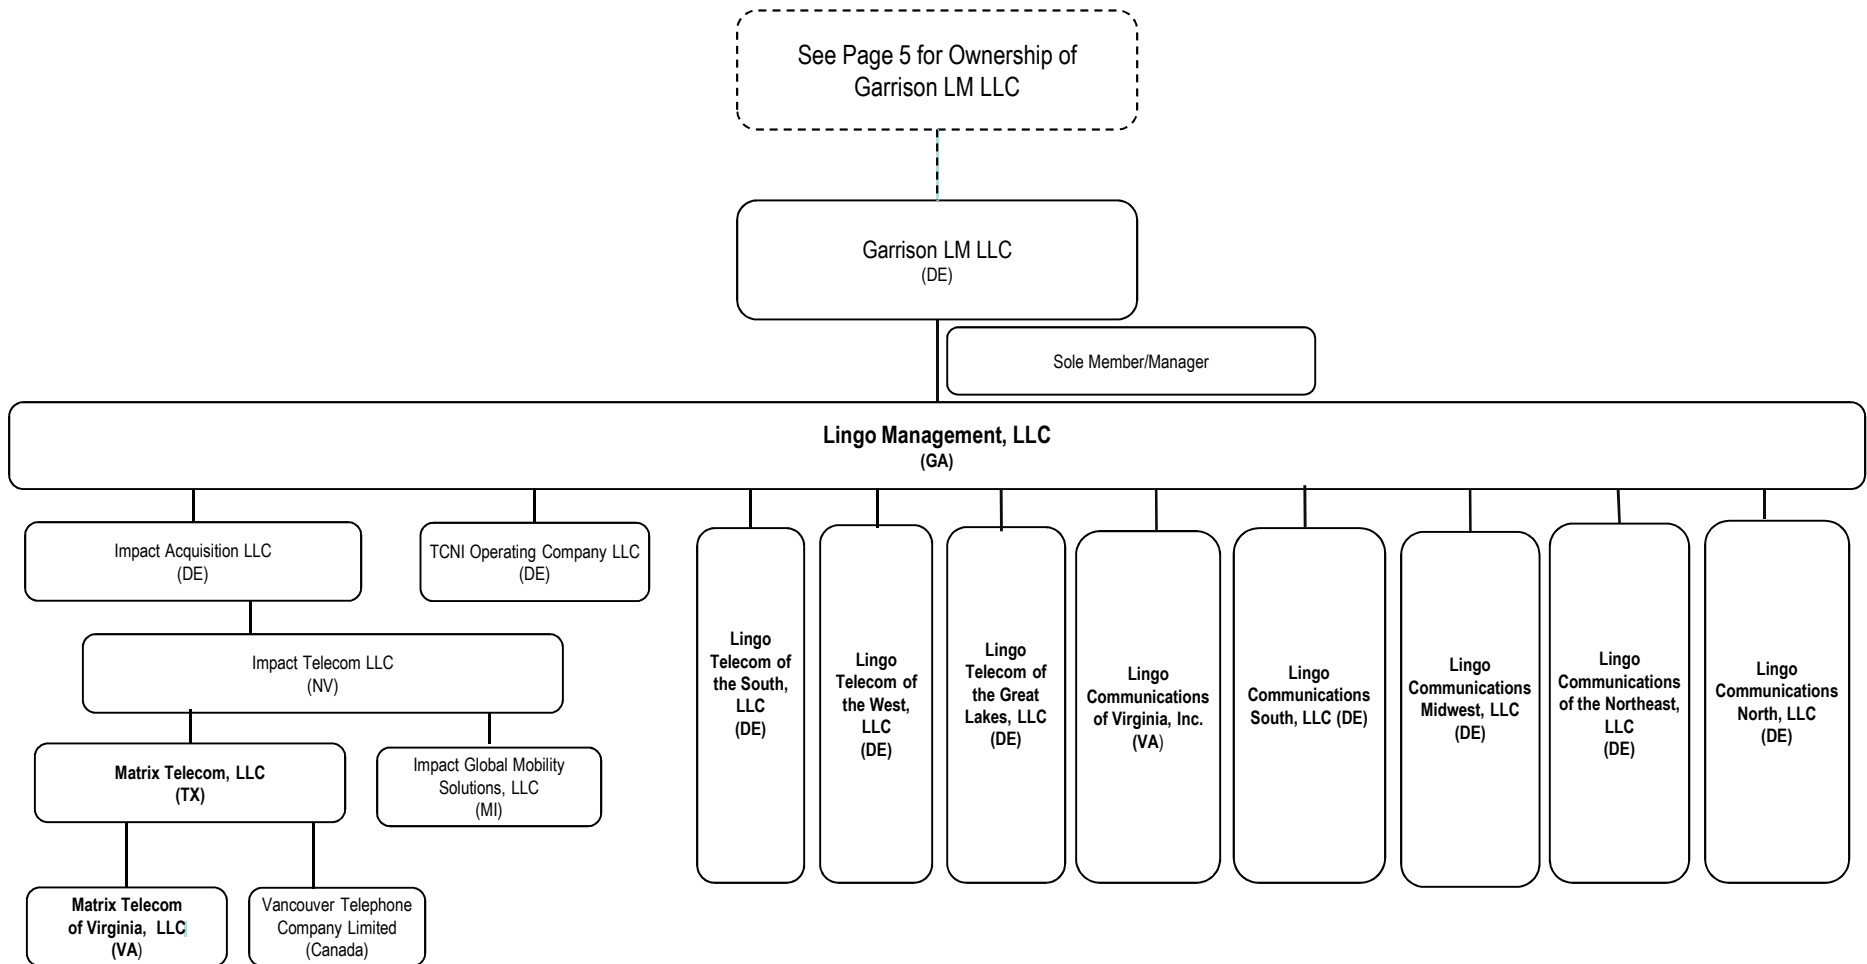 See Page 5 for Ownership of
Garrison LM LLC
Garrison LM LLC
(DE)
Sole Member/Manager
Lingo Management, LLC
(GA)
Impact Acquisition LLC
(DE)
TCNI Operating Company LLC
(DE)
Impact Telecom LLC
(NV)
Matrix Telecom, LLC
(TX)
Impact Global Mobility
Solutions, LLC
(MI)
Matrix Telecom
of Virginia, LLC
(VA)
Vancouver Telephone
Company Limited
(Canada)
Lingo
Telecom of
the South,
LLC
(DE)
Lingo
Telecom of
the West,
LLC
(DE)
Lingo
Telecom of
the Great
Lakes, LLC
(DE)
Lingo
Communications
of Virginia, Inc.
(VA)
Lingo
Communications
South, LLC (DE)
Lingo
Communications
Midwest, LLC
(DE)
Lingo
Communications
of the Northeast,
LLC
(DE)
Lingo
Communications
North, LLC
(DE)